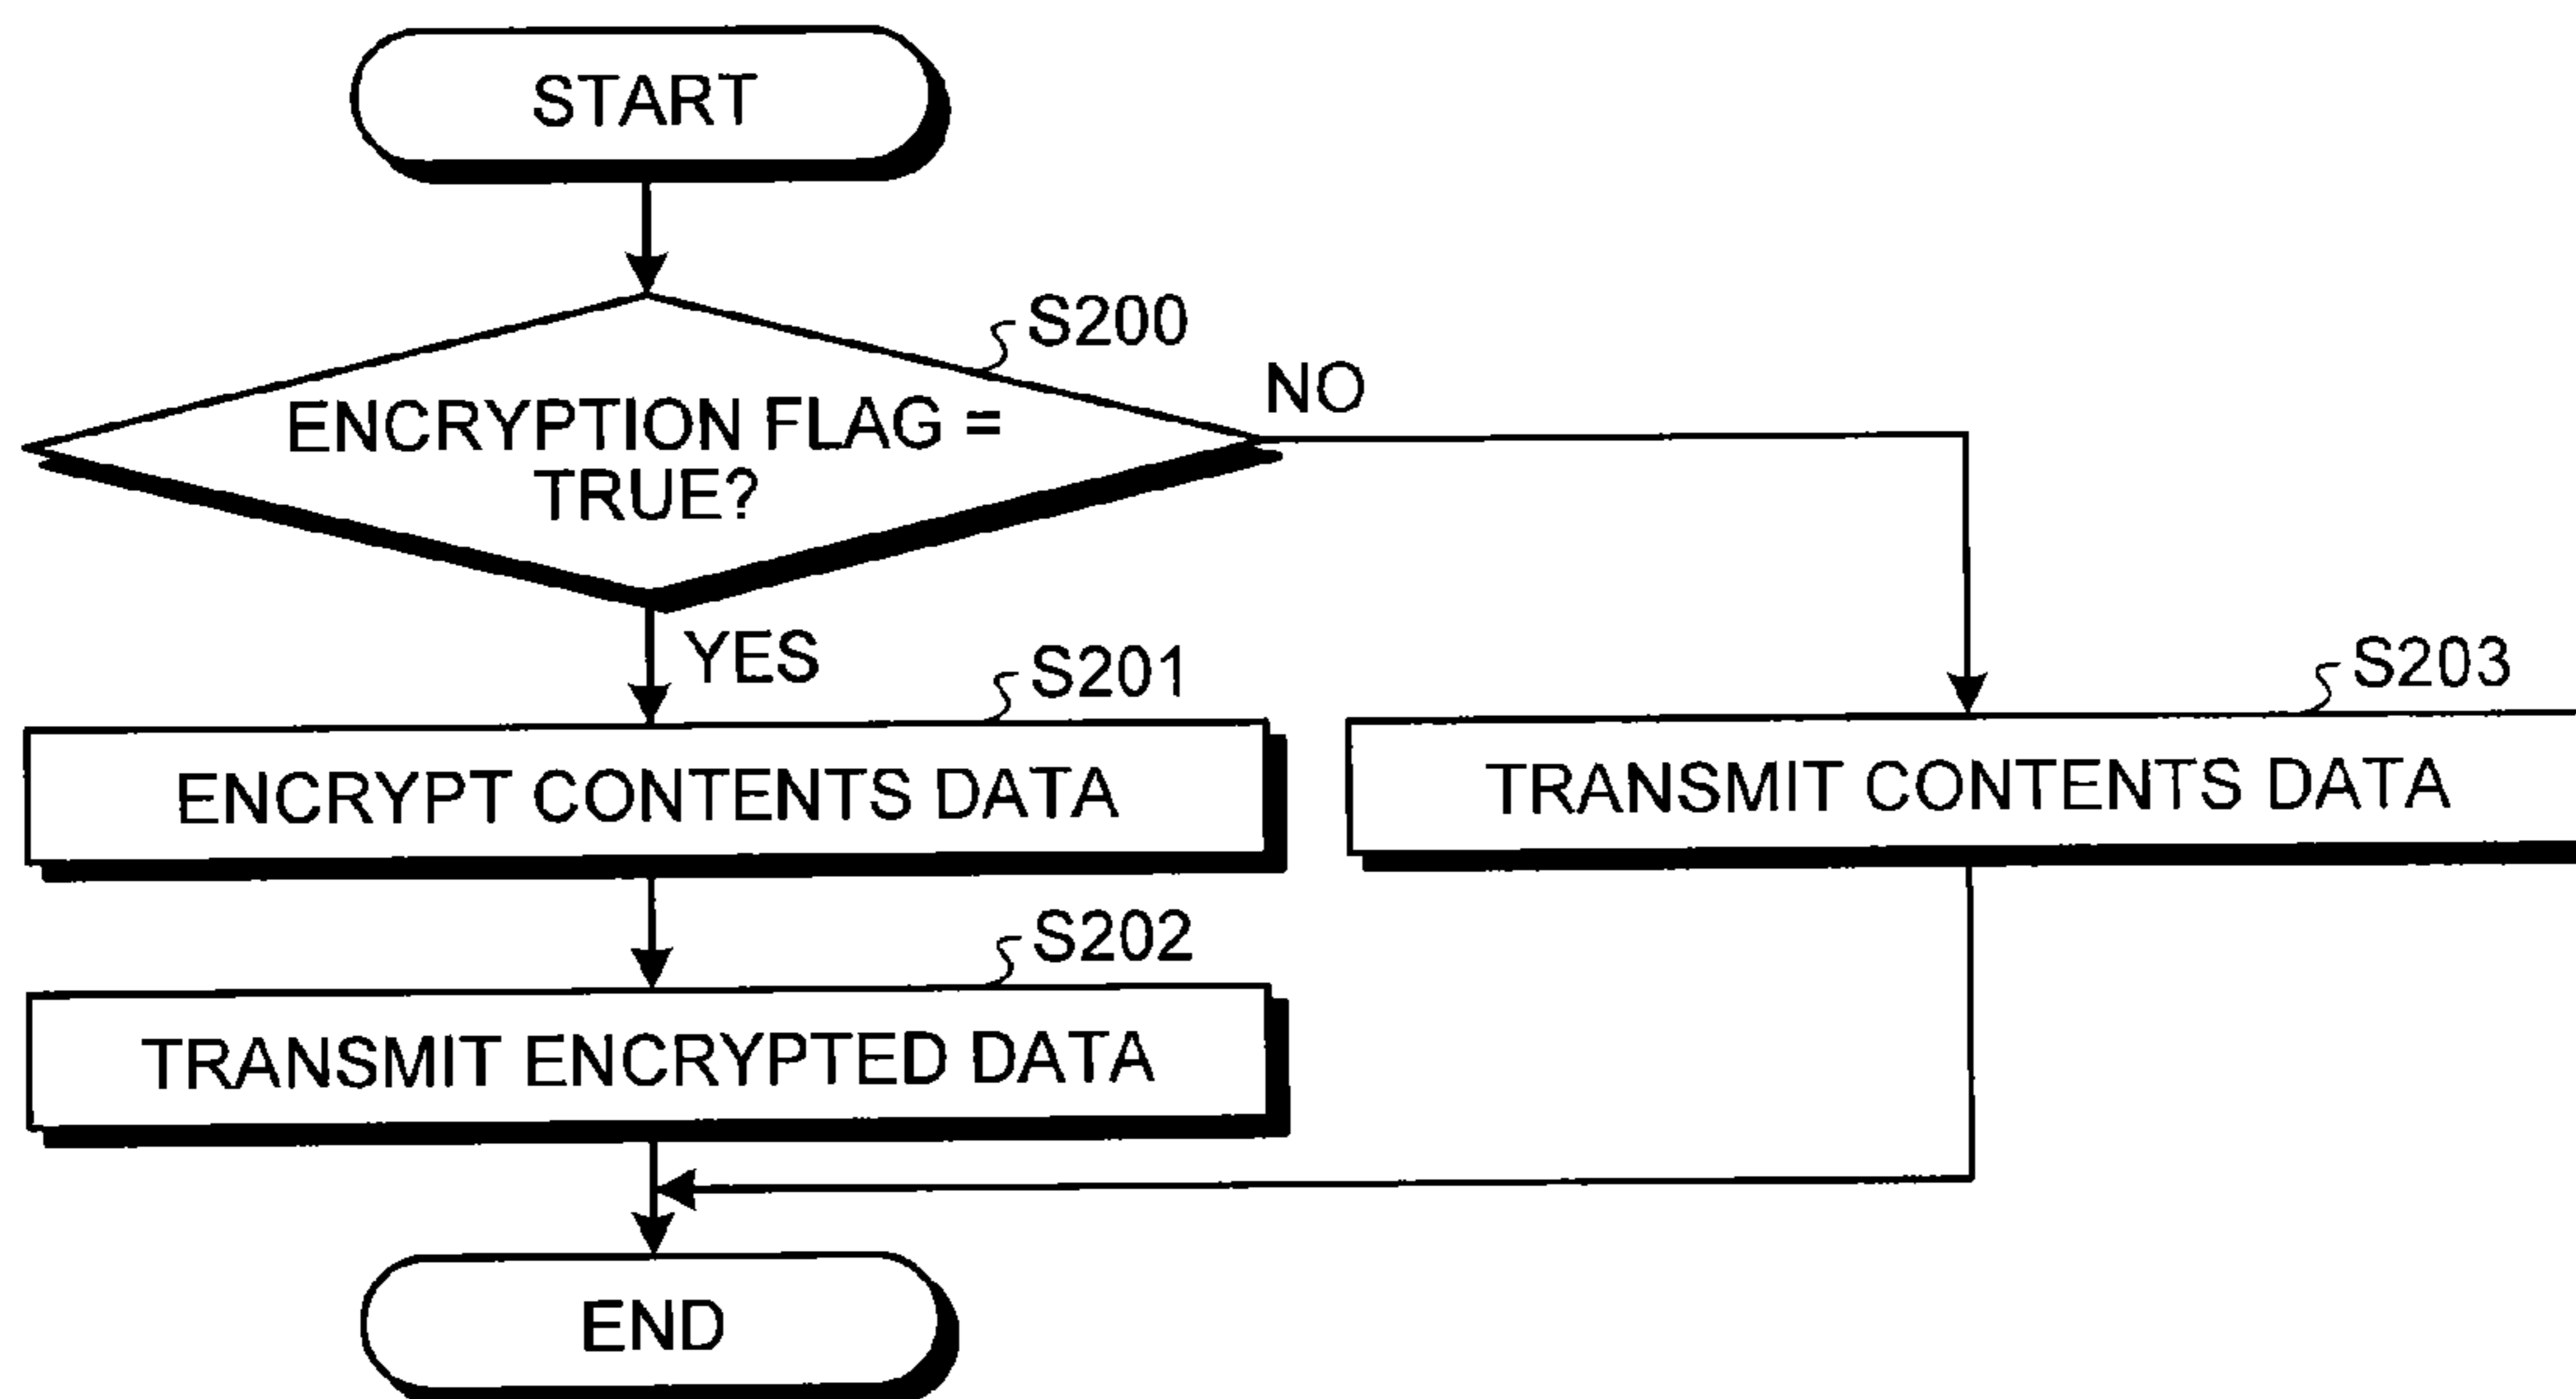 START
S200
ENCRYPTION FLAG =
TRUE?
NO
YES
S201
ENCRYPT CONTENTS DATA
S203
TRANSMIT CONTENTS DATA
S202
TRANSMIT ENCRYPTED DATA
END